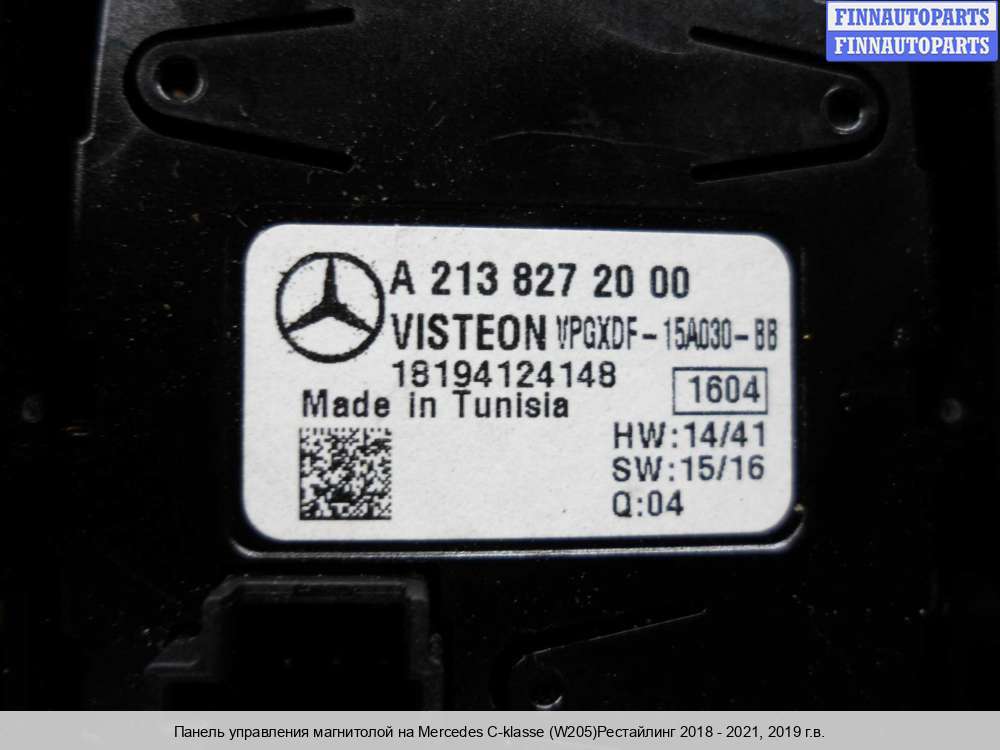 FINNAUTOPARTS
FINNAUTOPARTS
A 213 827 20 00
VISTEON VPGXDF-15A030-BB
18194124148
1604
Made in Tunisia
HW:14/41
SW:15/16
Q:04
Панель управления магнитолой на Mercedes C-klasse (W205)Рестайлинг 2018 - 2021, 2019 г.в.